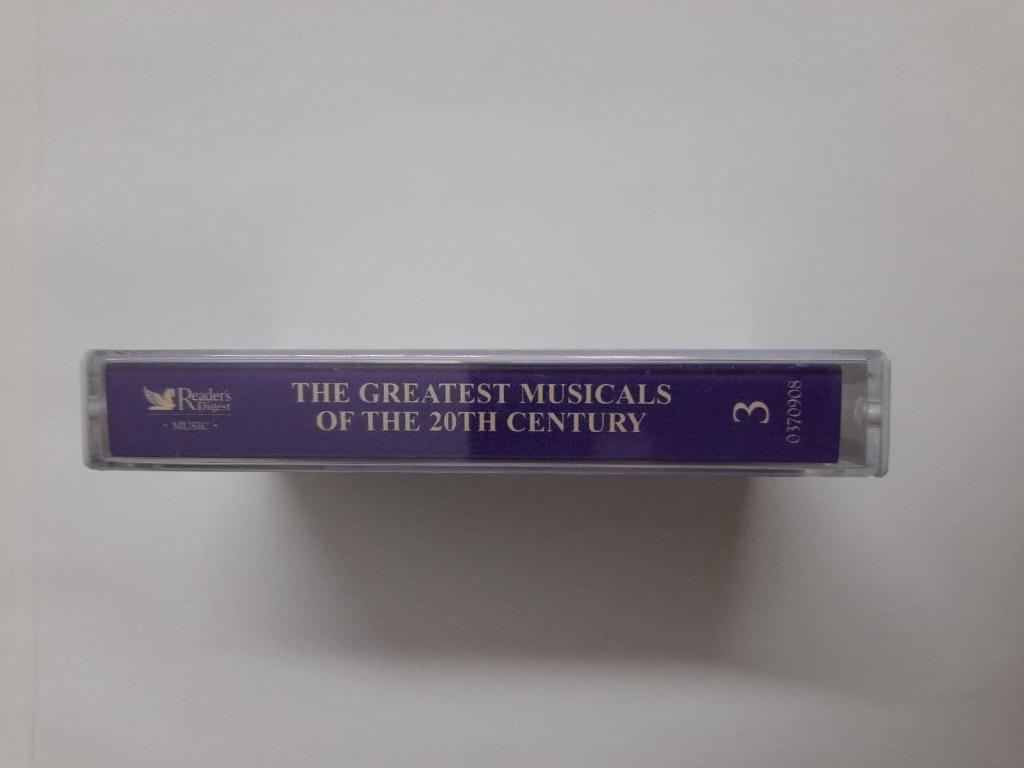 Reader's
Digest
· MUSIC ·
THE GREATEST MUSICALS
OF THE 20TH CENTURY
3
0370908